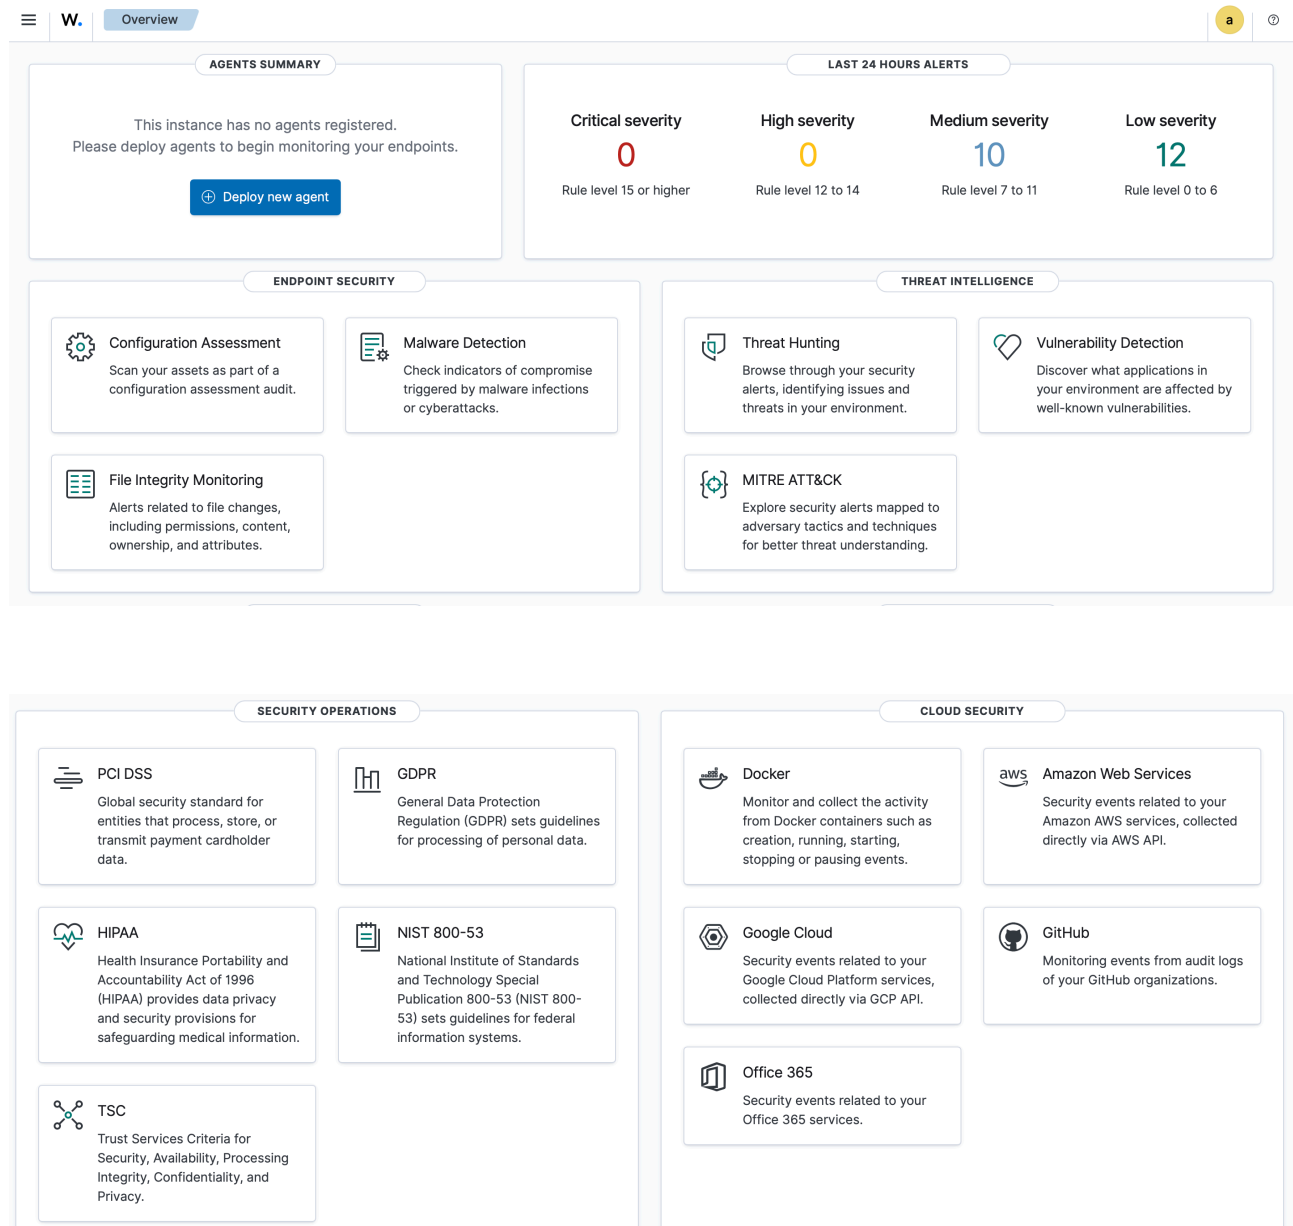 W.
Overview
a
AGENTS SUMMARY
This instance has no agents registered.
Please deploy agents to begin monitoring your endpoints.
Deploy new agent
LAST 24 HOURS ALERTS
Critical severity
0
Rule level 15 or higher
High severity
0
Rule level 12 to 14
Medium severity
10
Rule level 7 to 11
Low severity
12
Rule level 0 to 6
ENDPOINT SECURITY
Configuration Assessment
Scan your assets as part of a
configuration assessment audit.
Malware Detection
Check indicators of compromise
triggered by malware infections
or cyberattacks.
File Integrity Monitoring
Alerts related to file changes,
including permissions, content,
ownership, and attributes.
THREAT INTELLIGENCE
Threat Hunting
Browse through your security
alerts, identifying issues and
threats in your environment.
Vulnerability Detection
Discover what applications in
your environment are affected by
well-known vulnerabilities.
MITRE ATT&CK
Explore security alerts mapped to
adversary tactics and techniques
for better threat understanding.
SECURITY OPERATIONS
PCI DSS
Global security standard for
entities that process, store, or
transmit payment cardholder
data.
GDPR
General Data Protection
Regulation (GDPR) sets guidelines
for processing of personal data.
HIPAA
Health Insurance Portability and
Accountability Act of 1996
(HIPAA) provides data privacy
and security provisions for
safeguarding medical information.
NIST 800-53
National Institute of Standards
and Technology Special
Publication 800-53 (NIST 800-
53) sets guidelines for federal
information systems.
TSC
Trust Services Criteria for
Security, Availability, Processing
Integrity, Confidentiality, and
Privacy.
CLOUD SECURITY
Docker
Monitor and collect the activity
from Docker containers such as
creation, running, starting,
stopping or pausing events.
aws
Amazon Web Services
Security events related to your
Amazon AWS services, collected
directly via AWS API.
Google Cloud
Security events related to your
Google Cloud Platform services,
collected directly via GCP API.
GitHub
Monitoring events from audit logs
of your GitHub organizations.
Office 365
Security events related to your
Office 365 services.